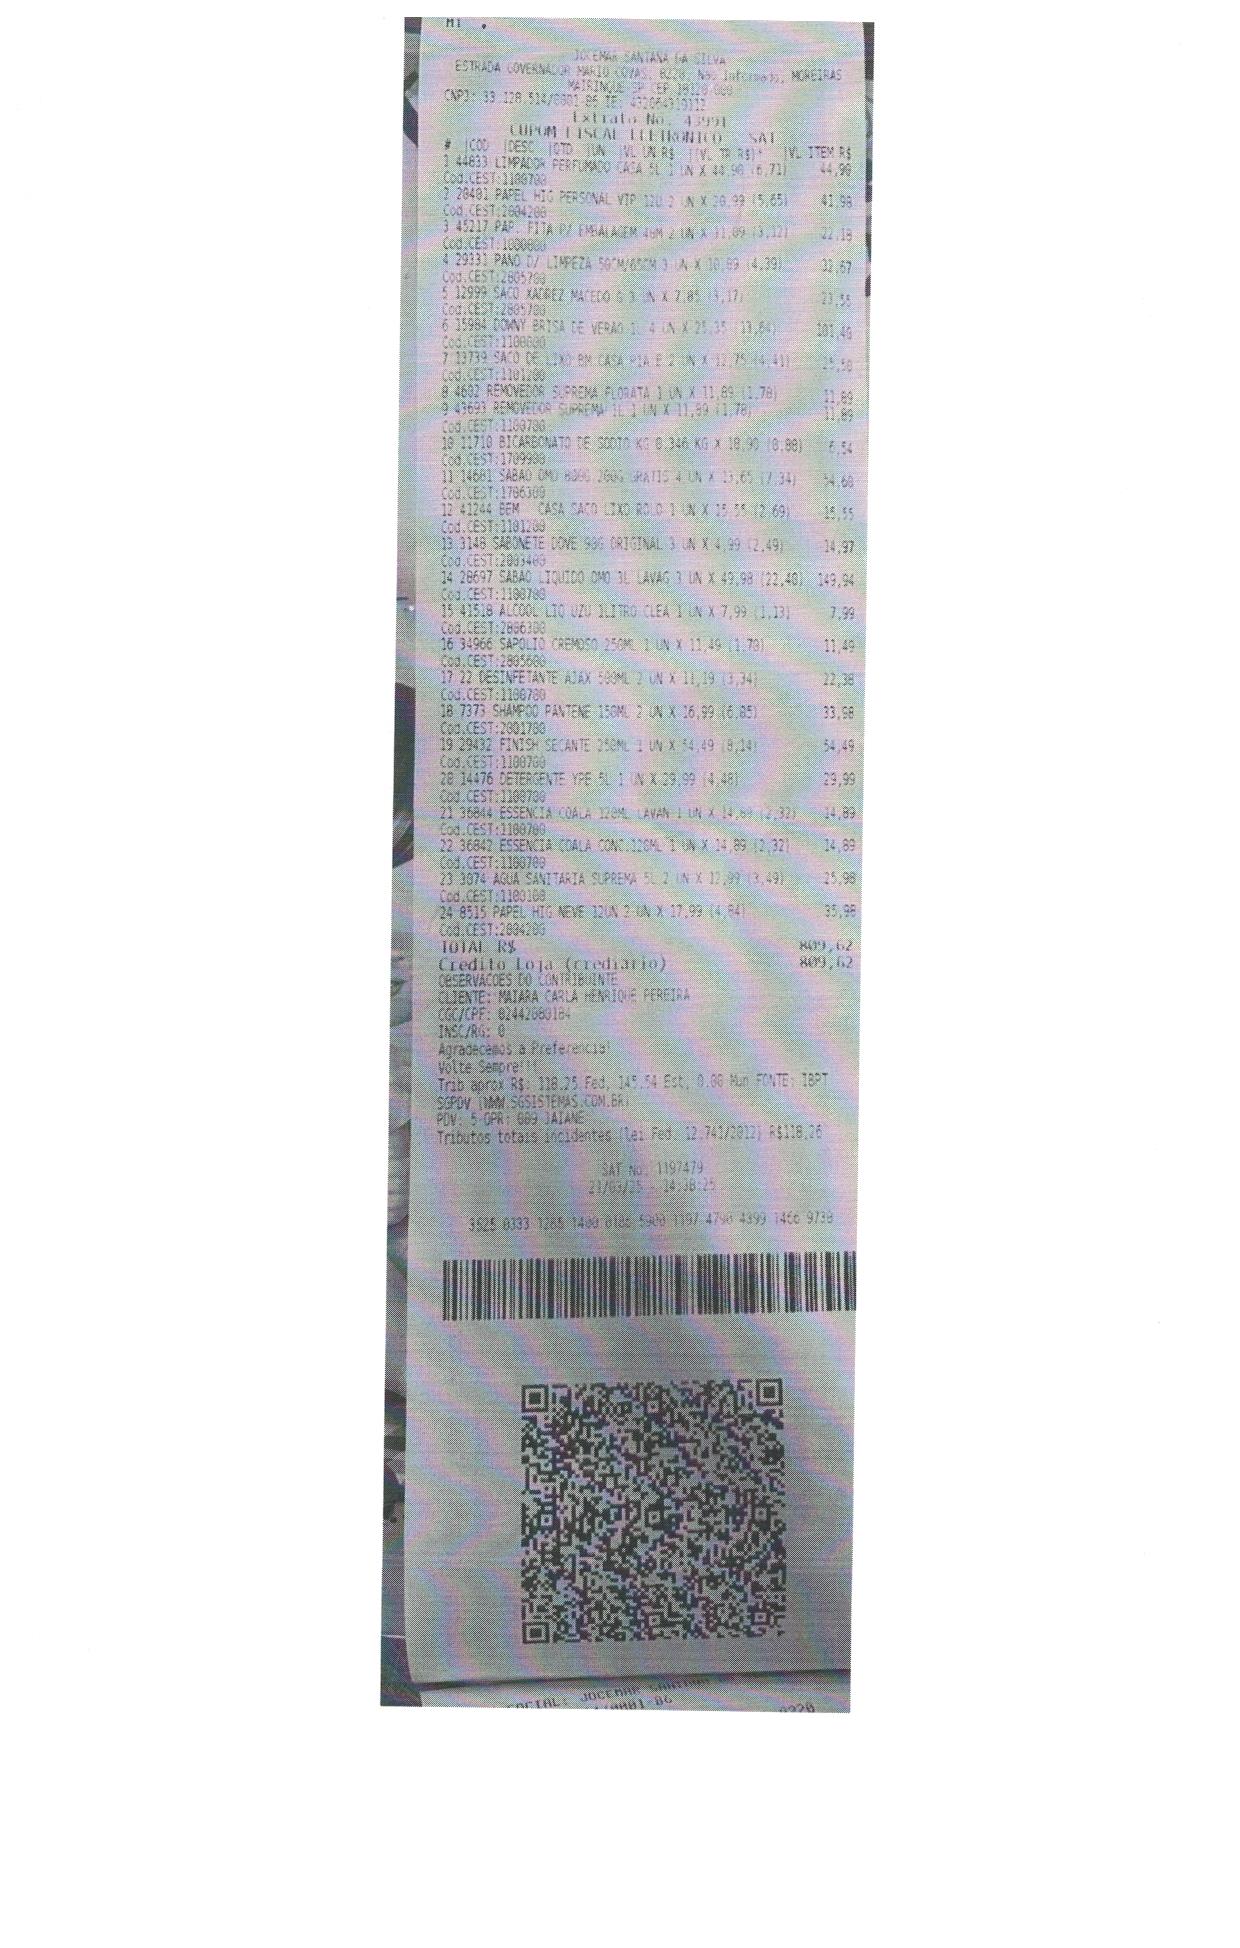 JOCEMAR SANTANA DA SILVA
ESTRADA GOVERNADOR MARIO COVAS, 0220, Nao Informado, MOREIRAS
MAIRINQUE SP CEP 18120.000
CNPJ: 33.128.514/0001-86 IE: 432064310112
Extrato No. 43991
CUPOM FISCAL ELETRONICO - SAT
# |COD |DESC |QTD |UN |VL UN R$ |(VL TR R$)* |VL ITEM R$
1 44833 LIMPADOR PERFUMADO CASA 5L 1 UN X 44,90 (6,71) 44,90
Cod.CEST:1100700
2 20401 PAPEL HIG PERSONAL VIP 12U 2 UN X 20,99 (5,65) 41,98
Cod.CEST:2004200
3 45217 PAP. FITA P/ EMBALAGEM 40M 2 UN X 11,09 (3,12) 22,18
Cod.CEST:1000800
4 29331 PANO D/ LIMPEZA 50CM/65CM 3 UN X 10,89 (4,39) 32,67
Cod.CEST:2805700
5 12999 SACO XADREZ MACEDO G 3 UN X 7,85 (3,17) 23,55
Cod.CEST:2805700
6 15984 DOWNY BRISA DE VERAO 1L 4 UN X 25,35 (13,64) 101,40
Cod.CEST:1100800
7 13739 SACO DE LIXO BM CASA PIA E 2 UN X 12,75 (4,41) 25,50
Cod.CEST:1101200
8 4602 REMOVEDOR SUPREMA FLORATA 1 UN X 11,89 (1,78) 11,89
9 43693 REMOVEDOR SUPREMA 1L 1 UN X 11,89 (1,78) 11,89
Cod.CEST:1100700
10 11710 BICARBONATO DE SODIO KG 0,346 KG X 18,90 (0,88) 6,54
Cod.CEST:1709900
11 14681 SABAO OMO 800G 200G GRATIS 4 UN X 13,65 (7,34) 54,60
Cod.CEST:1706300
12 41244 BEM CASA SACO LIXO ROLO 1 UN X 15,55 (2,69) 15,55
Cod.CEST:1101200
13 3148 SABONETE DOVE 90G ORIGINAL 3 UN X 4,99 (2,49) 14,97
Cod.CEST:2003400
14 28697 SABAO LIQUIDO OMO 3L LAVAG 3 UN X 49,98 (22,40) 149,94
Cod.CEST:1100700
15 41518 ALCOOL LIQ UZU 1LITRO CLEA 1 UN X 7,99 (1,13) 7,99
Cod.CEST:2806300
16 34966 SAPOLIO CREMOSO 250ML 1 UN X 11,49 (1,70) 11,49
Cod.CEST:2805600
17 22 DESINFETANTE AJAX 500ML 2 UN X 11,19 (3,34) 22,38
Cod.CEST:1100700
18 7373 SHAMPOO PANTENE 150ML 2 UN X 16,99 (6,85) 33,98
Cod.CEST:2001700
19 29432 FINISH SECANTE 250ML 1 UN X 54,49 (8,14) 54,49
Cod.CEST:1100700
20 14476 DETERGENTE YPE 5L 1 UN X 29,99 (4,48) 29,99
Cod.CEST:1100700
21 36844 ESSENCIA COALA 120ML LAVAN 1 UN X 14,89 (2,32) 14,89
Cod.CEST:1100700
22 36842 ESSENCIA COALA CONC.120ML 1 UN X 14,89 (2,32) 14,89
Cod.CEST:1100700
23 3074 AGUA SANITARIA SUPREMA 5L 2 UN X 12,99 (3,49) 25,98
Cod.CEST:1100100
24 8515 PAPEL HIG NEVE 12UN 2 UN X 17,99 (4,84) 35,98
Cod.CEST:2004200
TOTAL R$ 809,62
Credito Loja (crediario) 809,62
OBSERVACOES DO CONTRIBUINTE
CLIENTE: MAIARA CARLA HENRIQUE PEREIRA
CGC/CPF: 02442080184
INSC/RG: 0
Agradecemos a Preferencia!
Volte Sempre!!!
Trib aprox R$: 118.25 Fed, 145.54 Est, 0.00 Mun FONTE: IBPT
SGPDV (WWW.SGSISTEMAS.COM.BR)
PDV: 5 OPR: 009 JAIANE
Tributos totais incidentes (Lei Fed. 12.741/2012) R$118,26
SAT No. 1197479
21/03/25 - 14:38:25
3525 0333 1285 1400 0186 5900 1197 4790 4399 1466 9730
SOCIAL: JOCEMAR SANTANA
/0001-86
0220